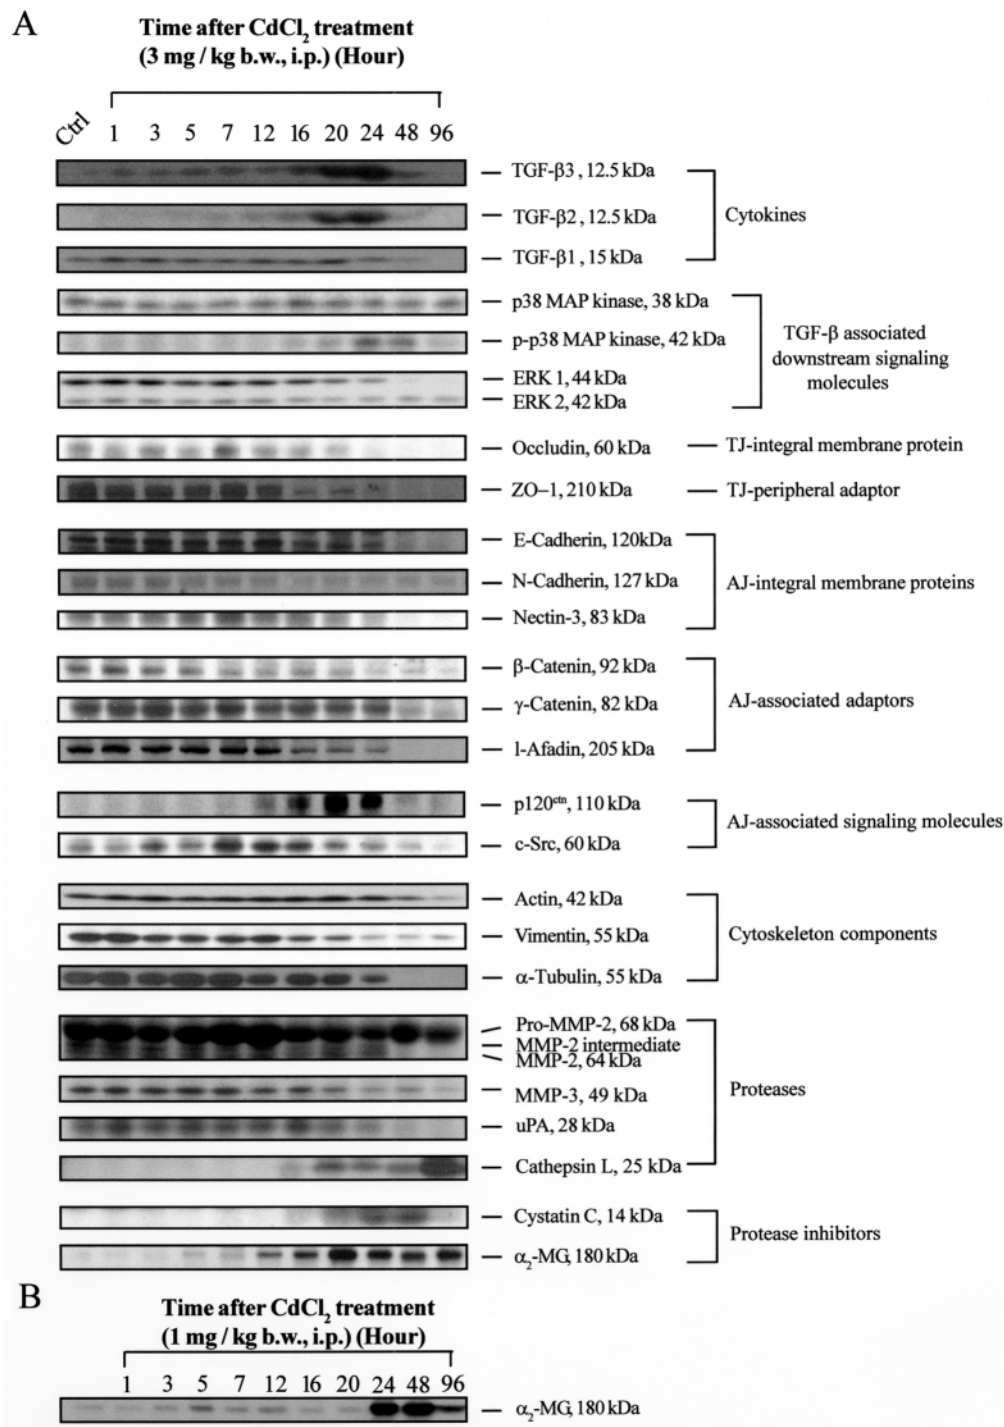 A
Time after CdCl₂ treatment
(3 mg / kg b.w., i.p.) (Hour)
Ctrl 1 3 5 7 12 16 20 24 48 96
TGF-β3 , 12.5 kDa
TGF-β2 , 12.5 kDa
Cytokines
TGF-β1 , 15 kDa
p38 MAP kinase, 38 kDa
p-p38 MAP kinase, 42 kDa
TGF-β associated
downstream signaling
molecules
ERK 1, 44 kDa
ERK 2, 42 kDa
Occludin, 60 kDa
TJ-integral membrane protein
ZO–1, 210 kDa
TJ-peripheral adaptor
E-Cadherin, 120kDa
N-Cadherin, 127 kDa
AJ-integral membrane proteins
Nectin-3, 83 kDa
β-Catenin, 92 kDa
γ-Catenin, 82 kDa
AJ-associated adaptors
l-Afadin, 205 kDa
p120ctn, 110 kDa
AJ-associated signaling molecules
c-Src, 60 kDa
Actin, 42 kDa
Vimentin, 55 kDa
Cytoskeleton components
α-Tubulin, 55 kDa
Pro-MMP-2, 68 kDa
MMP-2 intermediate
MMP-2, 64 kDa
MMP-3, 49 kDa
Proteases
uPA, 28 kDa
Cathepsin L, 25 kDa
Cystatin C, 14 kDa
Protease inhibitors
α₂-MG, 180 kDa
B
Time after CdCl₂ treatment
(1 mg / kg b.w., i.p.) (Hour)
1 3 5 7 12 16 20 24 48 96
α₂-MG, 180 kDa